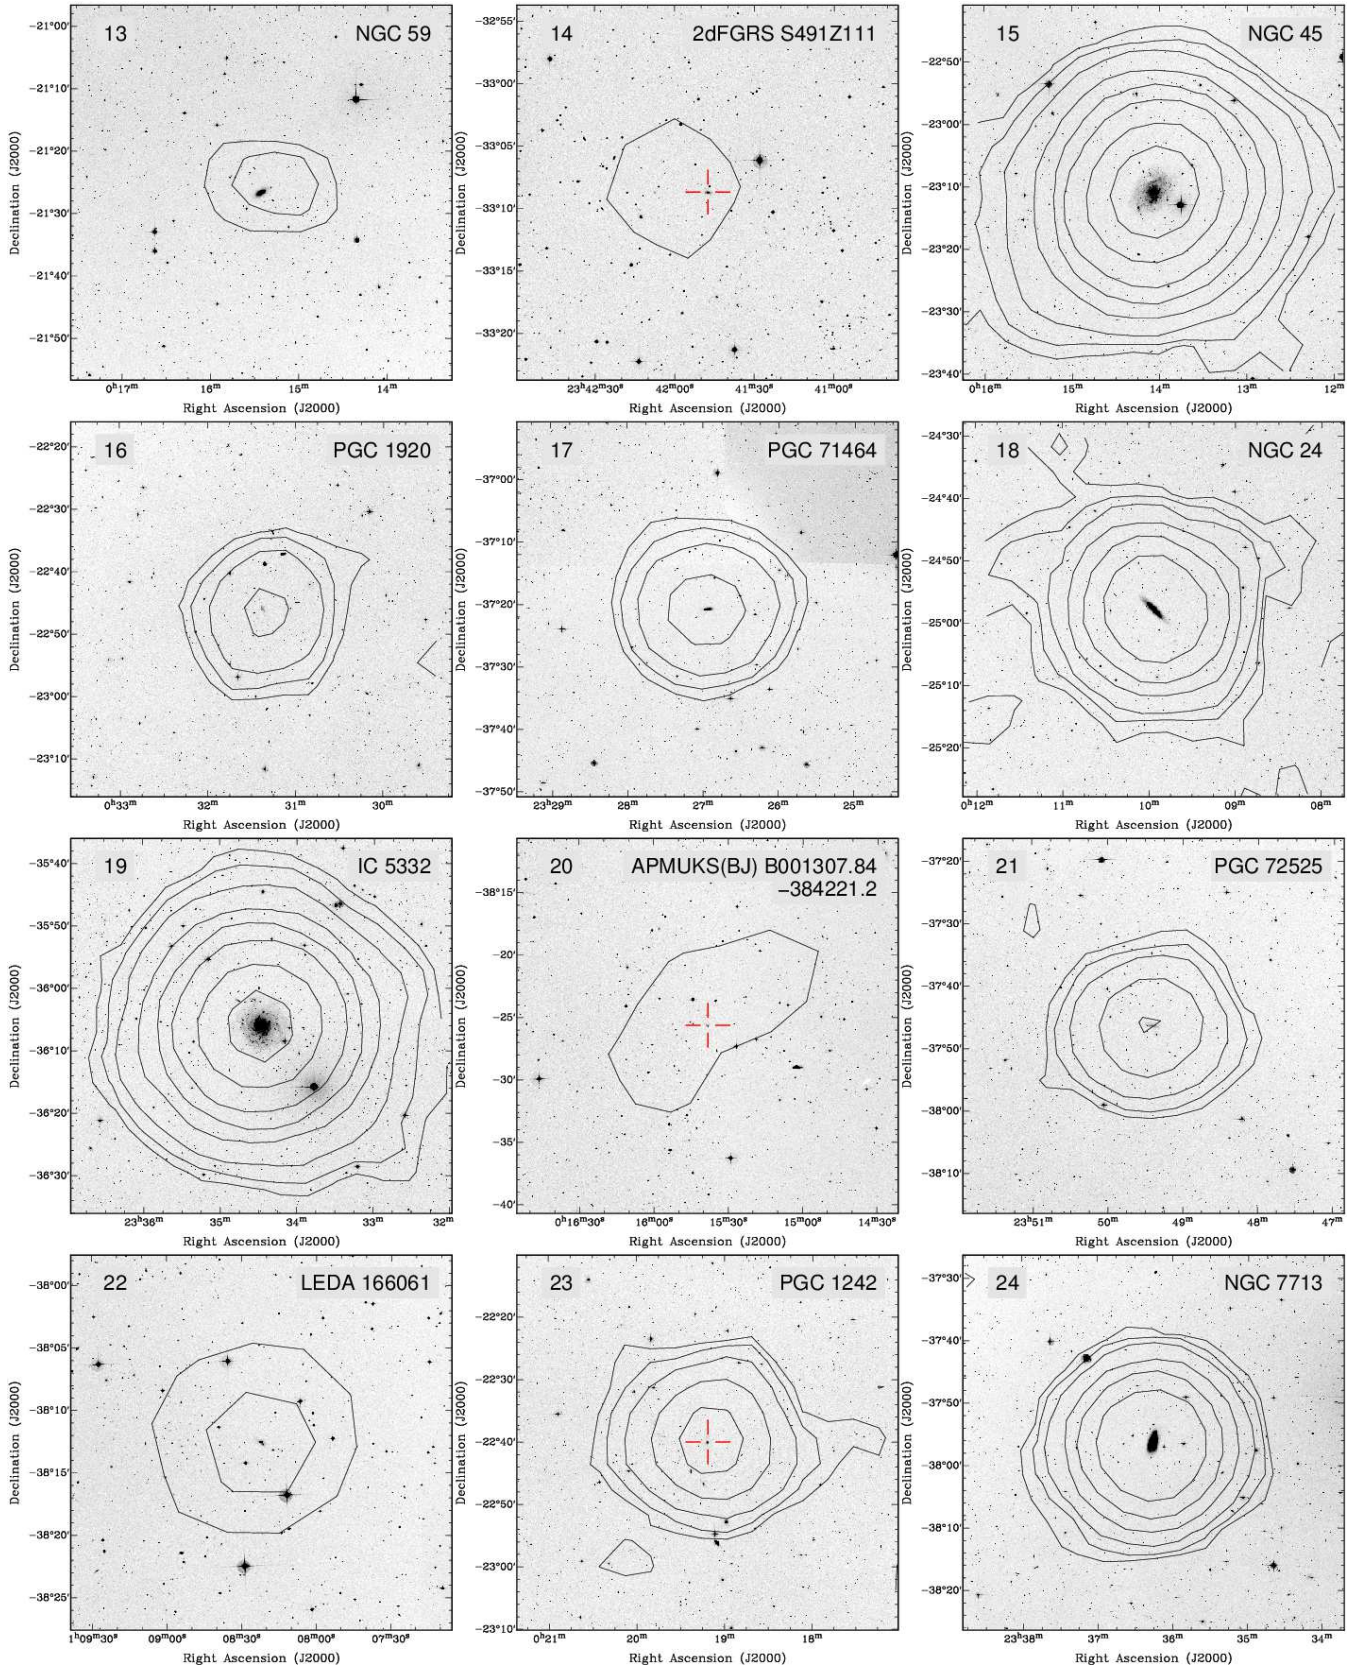 13 NGC 59
−21°00'
−21°10'
−21°20'
−21°30'
−21°40'
−21°50'
Declination (J2000)
0ʰ17ᵐ 16ᵐ 15ᵐ 14ᵐ
Right Ascension (J2000)
14 2dFGRS S491Z111
−32°55'
−33°00'
−33°05'
−33°10'
−33°15'
−33°20'
Declination (J2000)
23ʰ42ᵐ30ˢ 42ᵐ00ˢ 41ᵐ30ˢ 41ᵐ00ˢ
Right Ascension (J2000)
15 NGC 45
−22°50'
−23°00'
−23°10'
−23°20'
−23°30'
−23°40'
Declination (J2000)
0ʰ16ᵐ 15ᵐ 14ᵐ 13ᵐ 12ᵐ
Right Ascension (J2000)
16 PGC 1920
−22°20'
−22°30'
−22°40'
−22°50'
−23°00'
−23°10'
Declination (J2000)
0ʰ33ᵐ 32ᵐ 31ᵐ 30ᵐ
Right Ascension (J2000)
17 PGC 71464
−37°00'
−37°10'
−37°20'
−37°30'
−37°40'
−37°50'
Declination (J2000)
23ʰ29ᵐ 28ᵐ 27ᵐ 26ᵐ 25ᵐ
Right Ascension (J2000)
18 NGC 24
−24°30'
−24°40'
−24°50'
−25°00'
−25°10'
−25°20'
Declination (J2000)
0ʰ12ᵐ 11ᵐ 10ᵐ 09ᵐ 08ᵐ
Right Ascension (J2000)
19 IC 5332
−35°40'
−35°50'
−36°00'
−36°10'
−36°20'
−36°30'
Declination (J2000)
23ʰ36ᵐ 35ᵐ 34ᵐ 33ᵐ 32ᵐ
Right Ascension (J2000)
20 APMUKS(BJ) B001307.84
−384221.2
−38°15'
−20'
−25'
−30'
−35'
−40'
Declination (J2000)
0ʰ16ᵐ30ˢ 16ᵐ00ˢ 15ᵐ30ˢ 15ᵐ00ˢ 14ᵐ30ˢ
Right Ascension (J2000)
21 PGC 72525
−37°20'
−37°30'
−37°40'
−37°50'
−38°00'
−38°10'
Declination (J2000)
23ʰ51ᵐ 50ᵐ 49ᵐ 48ᵐ 47ᵐ
Right Ascension (J2000)
22 LEDA 166061
−38°00'
−38°05'
−38°10'
−38°15'
−38°20'
−38°25'
Declination (J2000)
1ʰ09ᵐ30ˢ 09ᵐ00ˢ 08ᵐ30ˢ 08ᵐ00ˢ 07ᵐ30ˢ
Right Ascension (J2000)
23 PGC 1242
−22°20'
−22°30'
−22°40'
−22°50'
−23°00'
−23°10'
Declination (J2000)
0ʰ21ᵐ 20ᵐ 19ᵐ 18ᵐ
Right Ascension (J2000)
24 NGC 7713
−37°30'
−37°40'
−37°50'
−38°00'
−38°10'
−38°20'
Declination (J2000)
23ʰ38ᵐ 37ᵐ 36ᵐ 35ᵐ 34ᵐ
Right Ascension (J2000)